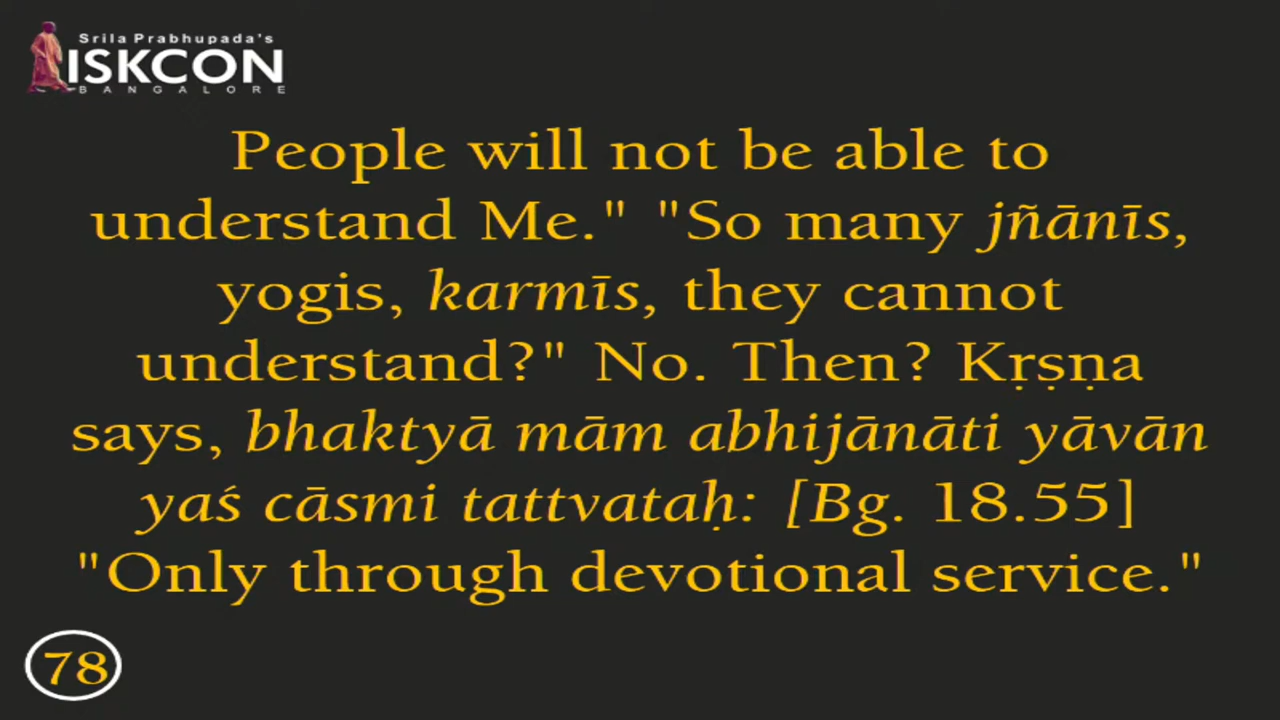 Srila Prabhupada's
ISKCON
BANGALORE
People will not be able to
understand Me." "So many jñānīs,
yogis, karmīs, they cannot
understand?" No. Then? Kṛṣṇa
says, bhaktyā mām abhijānāti yāvān
yaś cāsmi tattvataḥ: [Bg. 18.55]
"Only through devotional service."
78